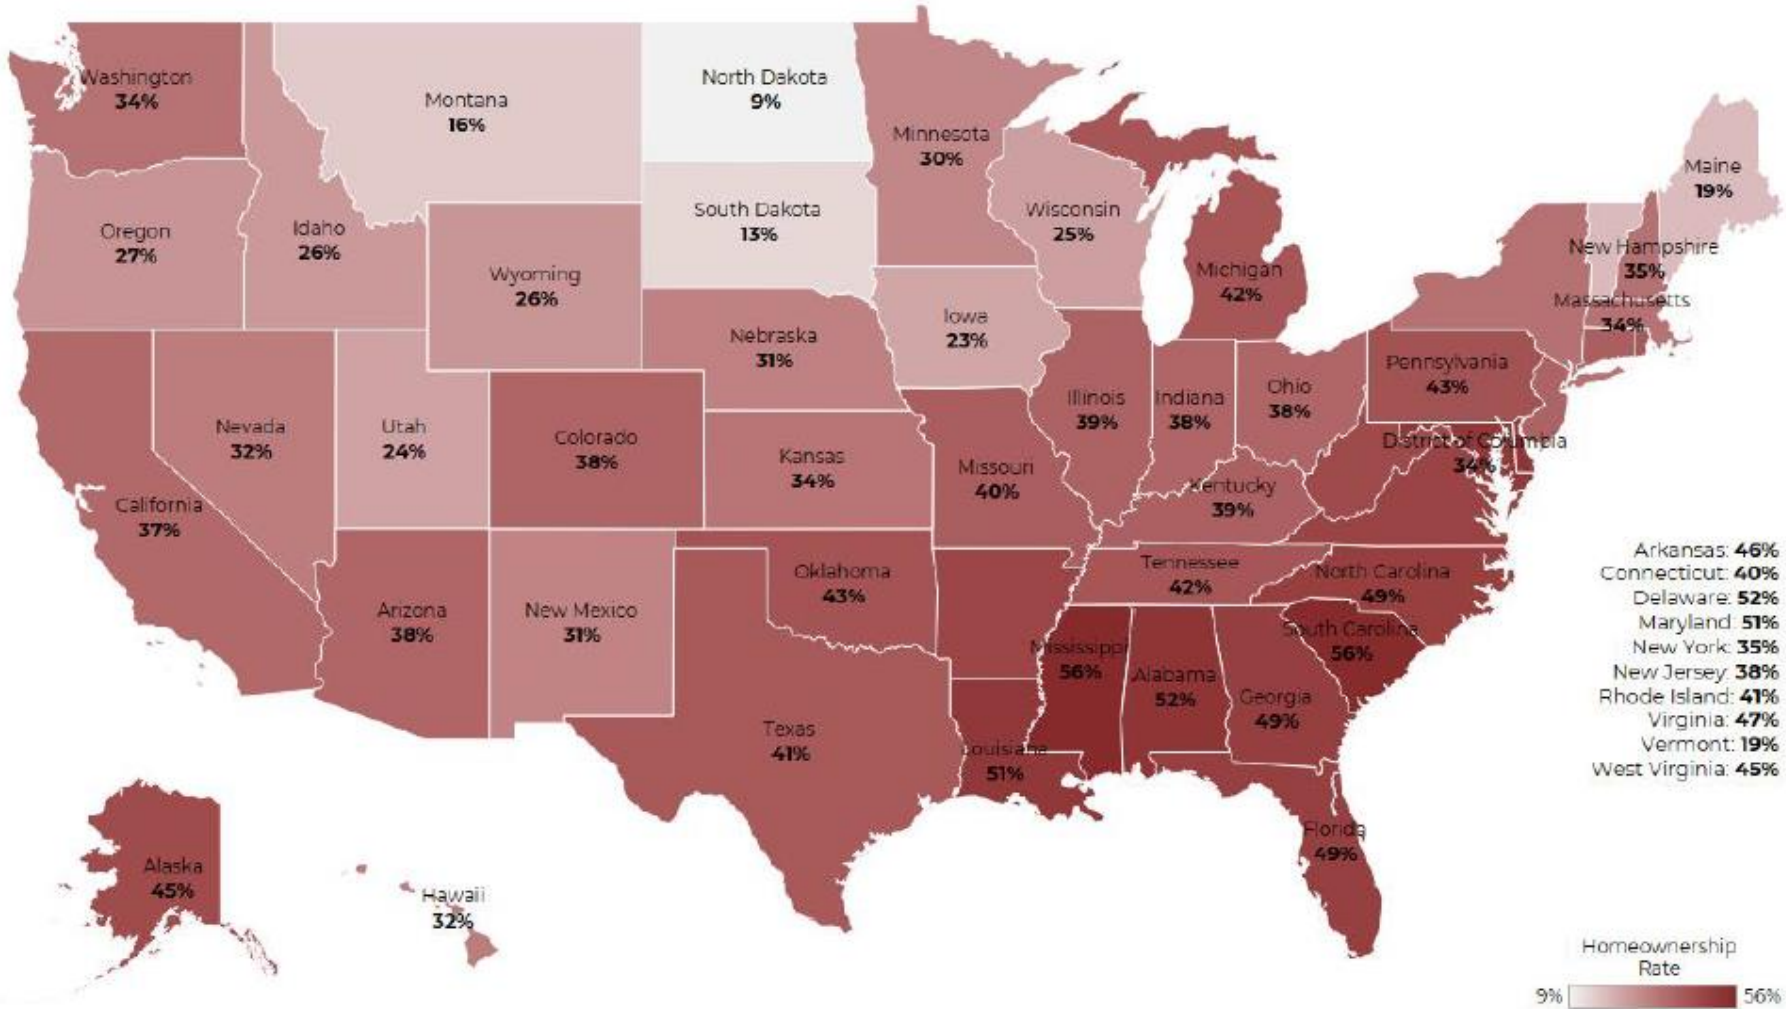 Washington
34%
Montana
16%
North Dakota
9%
Minnesota
30%
Maine
19%
Oregon
27%
Idaho
26%
Wyoming
26%
South Dakota
13%
Wisconsin
25%
Michigan
42%
New Hampshire
35%
Massachusetts
34%
Nebraska
31%
Iowa
23%
Pennsylvania
43%
Nevada
32%
Utah
24%
Colorado
38%
Kansas
34%
Missouri
40%
Illinois
39%
Indiana
38%
Ohio
38%
District of Columbia
34%
California
37%
Kentucky
39%
Arizona
38%
New Mexico
31%
Oklahoma
43%
Tennessee
42%
North Carolina
49%
Texas
41%
Louisiana
51%
Mississippi
56%
Alabama
52%
Georgia
49%
South Carolina
56%
Florida
49%
Arkansas: 46%
Connecticut: 40%
Delaware: 52%
Maryland: 51%
New York: 35%
New Jersey: 38%
Rhode Island: 41%
Virginia: 47%
Vermont: 19%
West Virginia: 45%
Alaska
45%
Hawaii
32%
Homeownership
Rate
9% 56%